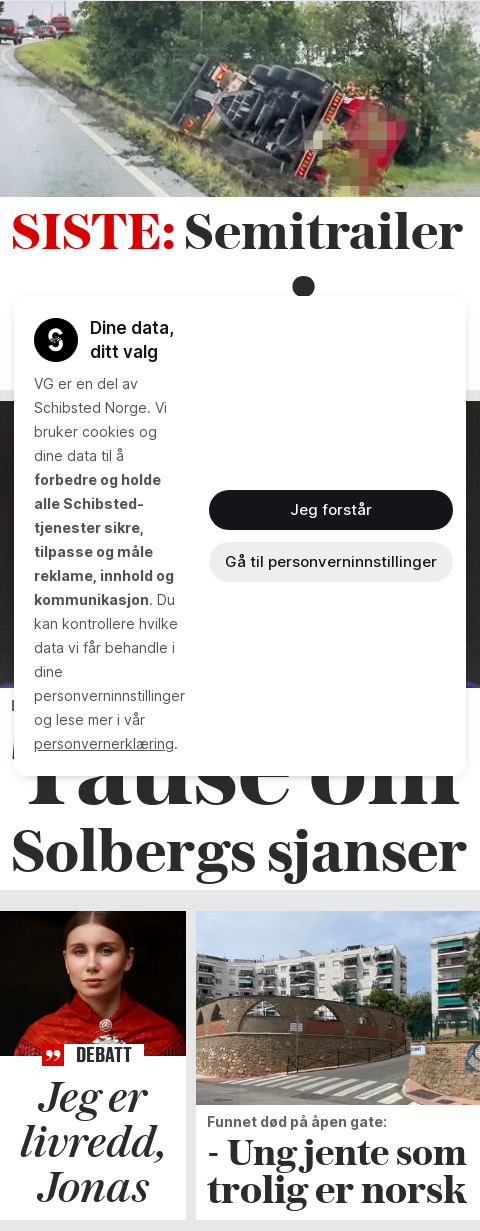 SISTE: Semitrailer
Dine data,
ditt valg
VG er en del av
Schibsted Norge. Vi
bruker cookies og
dine data til å
forbedre og holde
alle Schibsted-
tjenester sikre,
tilpasse og måle
reklame, innhold og
kommunikasjon. Du
kan kontrollere hvilke
data vi får behandle i
dine
personverninnstillinger
og lese mer i vår
personvernerklæring.
Jeg forstår
Gå til personverninnstillinger
Tause om
Solbergs sjanser
DEBATT
Jeg er
livredd,
Jonas
Funnet død på åpen gate:
- Ung jente som
trolig er norsk